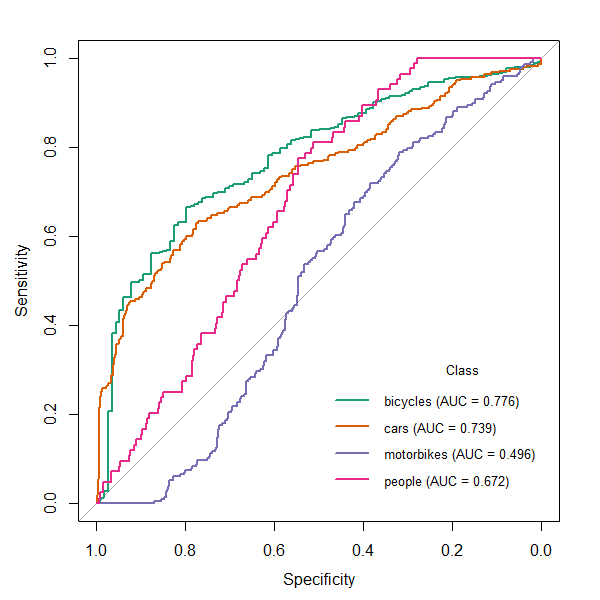 1.0
0.8
0.6
0.4
0.2
0.0
Sensitivity
Class
bicycles (AUC = 0.776)
cars (AUC = 0.739)
motorbikes (AUC = 0.496)
people (AUC = 0.672)
1.0 0.8 0.6 0.4 0.2 0.0
Specificity